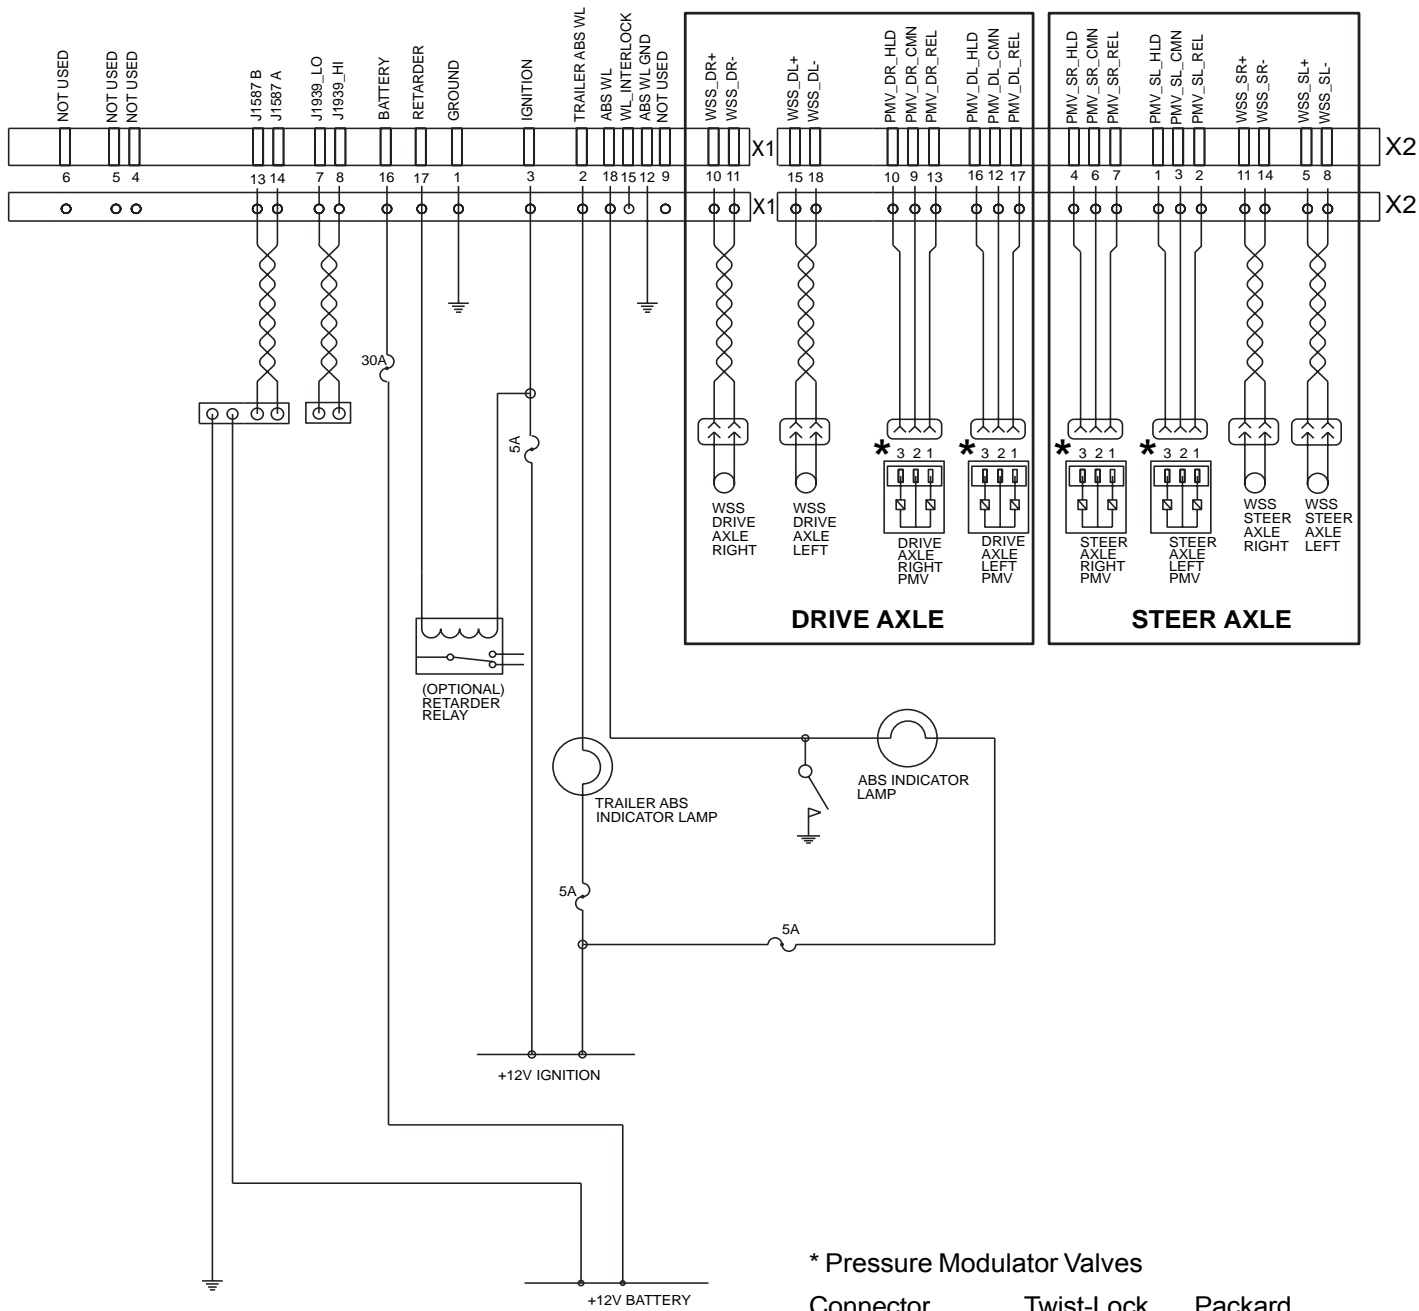 NOT USED
NOT USED
NOT USED
J1587 B
J1587 A
J1939_LO
J1939_HI
BATTERY
RETARDER
GROUND
IGNITION
TRAILER ABS WL
ABS WL
WL_INTERLOCK
ABS WL GND
NOT USED
WSS_DR+
WSS_DR-
WSS_DL+
WSS_DL-
PMV_DR_HLD
PMV_DR_CMN
PMV_DR_REL
PMV_DL_HLD
PMV_DL_CMN
PMV_DL_REL
PMV_SR_HLD
PMV_SR_CMN
PMV_SR_REL
PMV_SL_HLD
PMV_SL_CMN
PMV_SL_REL
WSS_SR+
WSS_SR-
WSS_SL+
WSS_SL-
X1 X2
6 5 4 13 14 7 8 16 17 1 3 2 18 15 12 9 10 11 15 18 10 9 13 16 12 17 4 6 7 1 3 2 11 14 5 8
X1 X2
30A
5A
* 3 2 1
* 3 2 1
* 3 2 1
* 3 2 1
WSS
DRIVE
AXLE
RIGHT
WSS
DRIVE
AXLE
LEFT
DRIVE
AXLE
RIGHT
PMV
DRIVE
AXLE
LEFT
PMV
STEER
AXLE
RIGHT
PMV
STEER
AXLE
LEFT
PMV
WSS
STEER
AXLE
RIGHT
WSS
STEER
AXLE
LEFT
DRIVE AXLE
STEER AXLE
(OPTIONAL)
RETARDER
RELAY
ABS INDICATOR
LAMP
TRAILER ABS
INDICATOR LAMP
5A
5A
+12V IGNITION
* Pressure Modulator Valves
+12V BATTERY
Connector Twist-Lock Packard